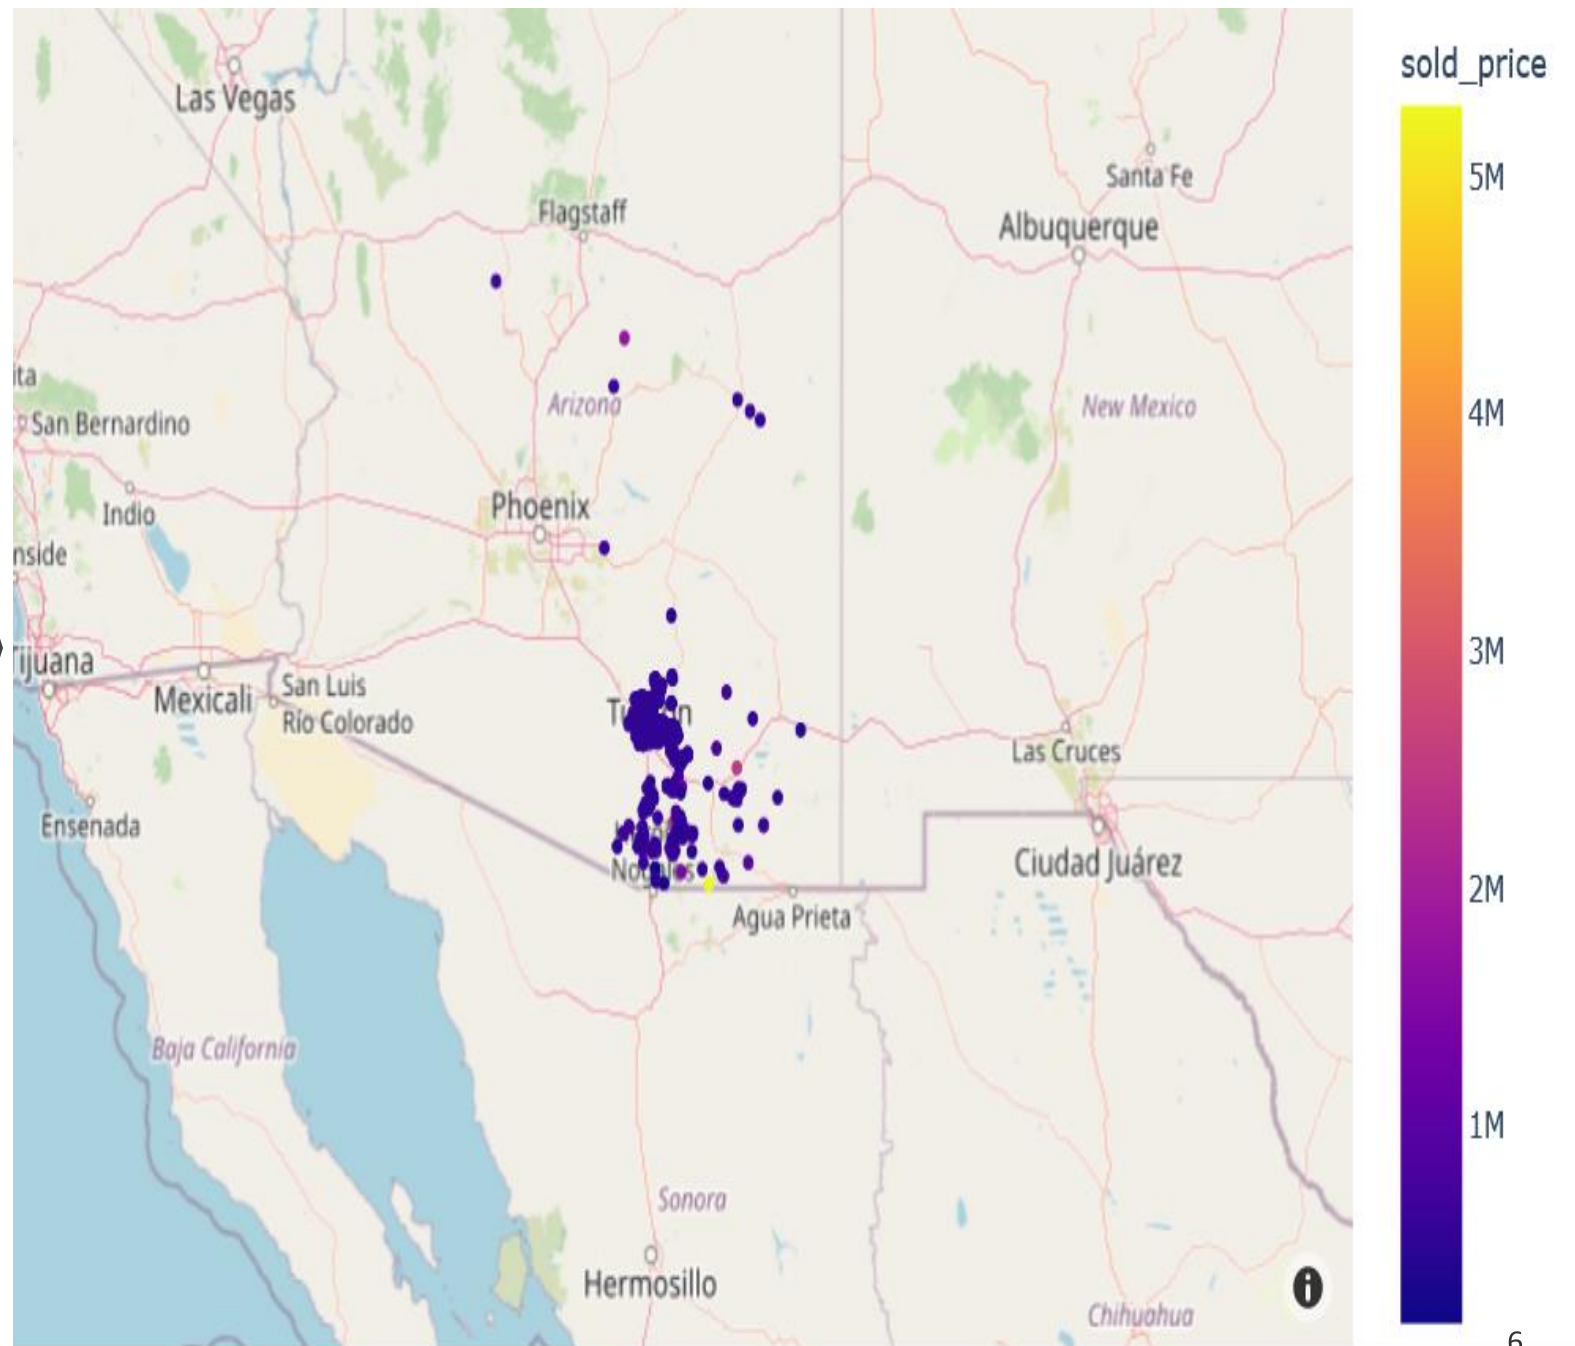 sold_price
Las Vegas
Santa Fe
5M
Flagstaff
Albuquerque
ita
Arizona
New Mexico
4M
San Bernardino
Phoenix
Indio
nside
3M
Tijuana
San Luis
Río Colorado
Mexicali
Las Cruces
Ensenada
Ciudad Juárez
2M
Nogales
Agua Prieta
Baja California
1M
Sonora
Hermosillo
i
Chihuahua
6